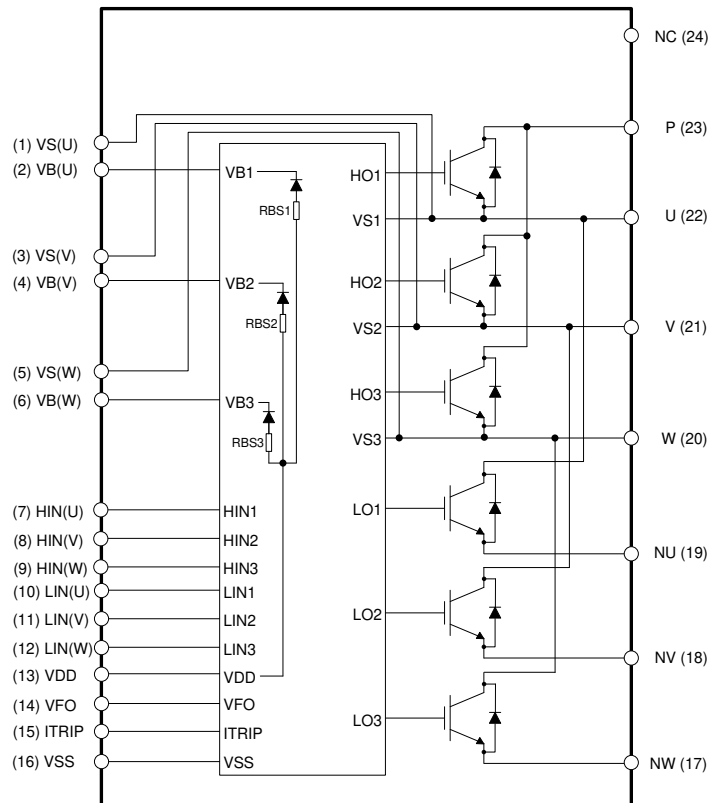 NC (24)
(1) VS(U)
(2) VB(U)
(3) VS(V)
(4) VB(V)
(5) VS(W)
(6) VB(W)
(7) HIN(U)
(8) HIN(V)
(9) HIN(W)
(10) LIN(U)
(11) LIN(V)
(12) LIN(W)
(13) VDD
(14) VFO
(15) ITRIP
(16) VSS
VB1
RBS1
VB2
RBS2
VB3
RBS3
HIN1
HIN2
HIN3
LIN1
LIN2
LIN3
VDD
VFO
ITRIP
VSS
HO1
VS1
HO2
VS2
HO3
VS3
LO1
LO2
LO3
P (23)
U (22)
V (21)
W (20)
NU (19)
NV (18)
NW (17)